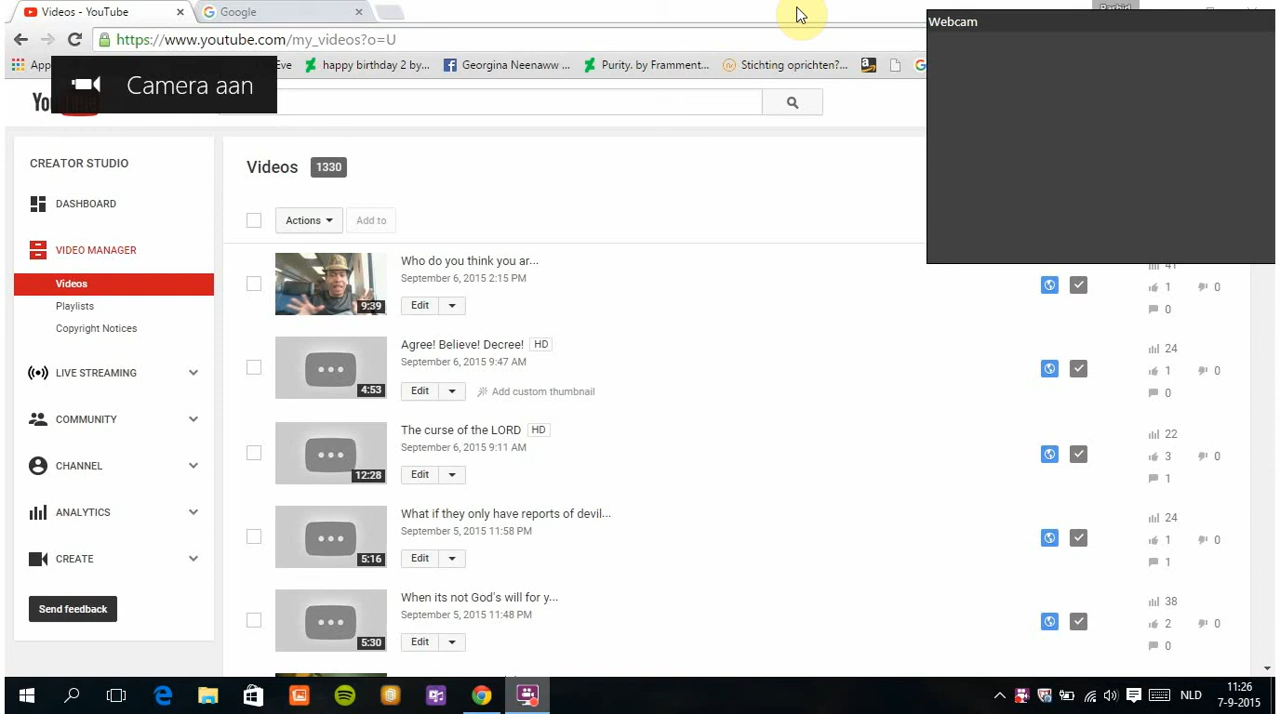 Videos - YouTube
Google
Webcam
https://www.youtube.com/my_videos?o=U
App
Eve
happy birthday 2 by...
Georgina Neenaww ...
Purity. by Framment...
Stichting oprichten?...
Camera aan
You
CREATOR STUDIO
DASHBOARD
VIDEO MANAGER
Videos
Playlists
Copyright Notices
LIVE STREAMING
COMMUNITY
CHANNEL
ANALYTICS
CREATE
Send feedback
Videos 1330
Actions
Add to
Who do you think you ar...
September 6, 2015 2:15 PM
9:39
Edit
41
1 0
0
Agree! Believe! Decree! HD
September 6, 2015 9:47 AM
4:53
Edit
Add custom thumbnail
24
1 0
0
The curse of the LORD HD
September 6, 2015 9:11 AM
12:28
Edit
22
3 0
1
What if they only have reports of devil...
September 5, 2015 11:58 PM
5:16
Edit
24
1 0
1
When its not God's will for y...
September 5, 2015 11:48 PM
5:30
Edit
38
2 0
0
NLD
11:26
7-9-2015